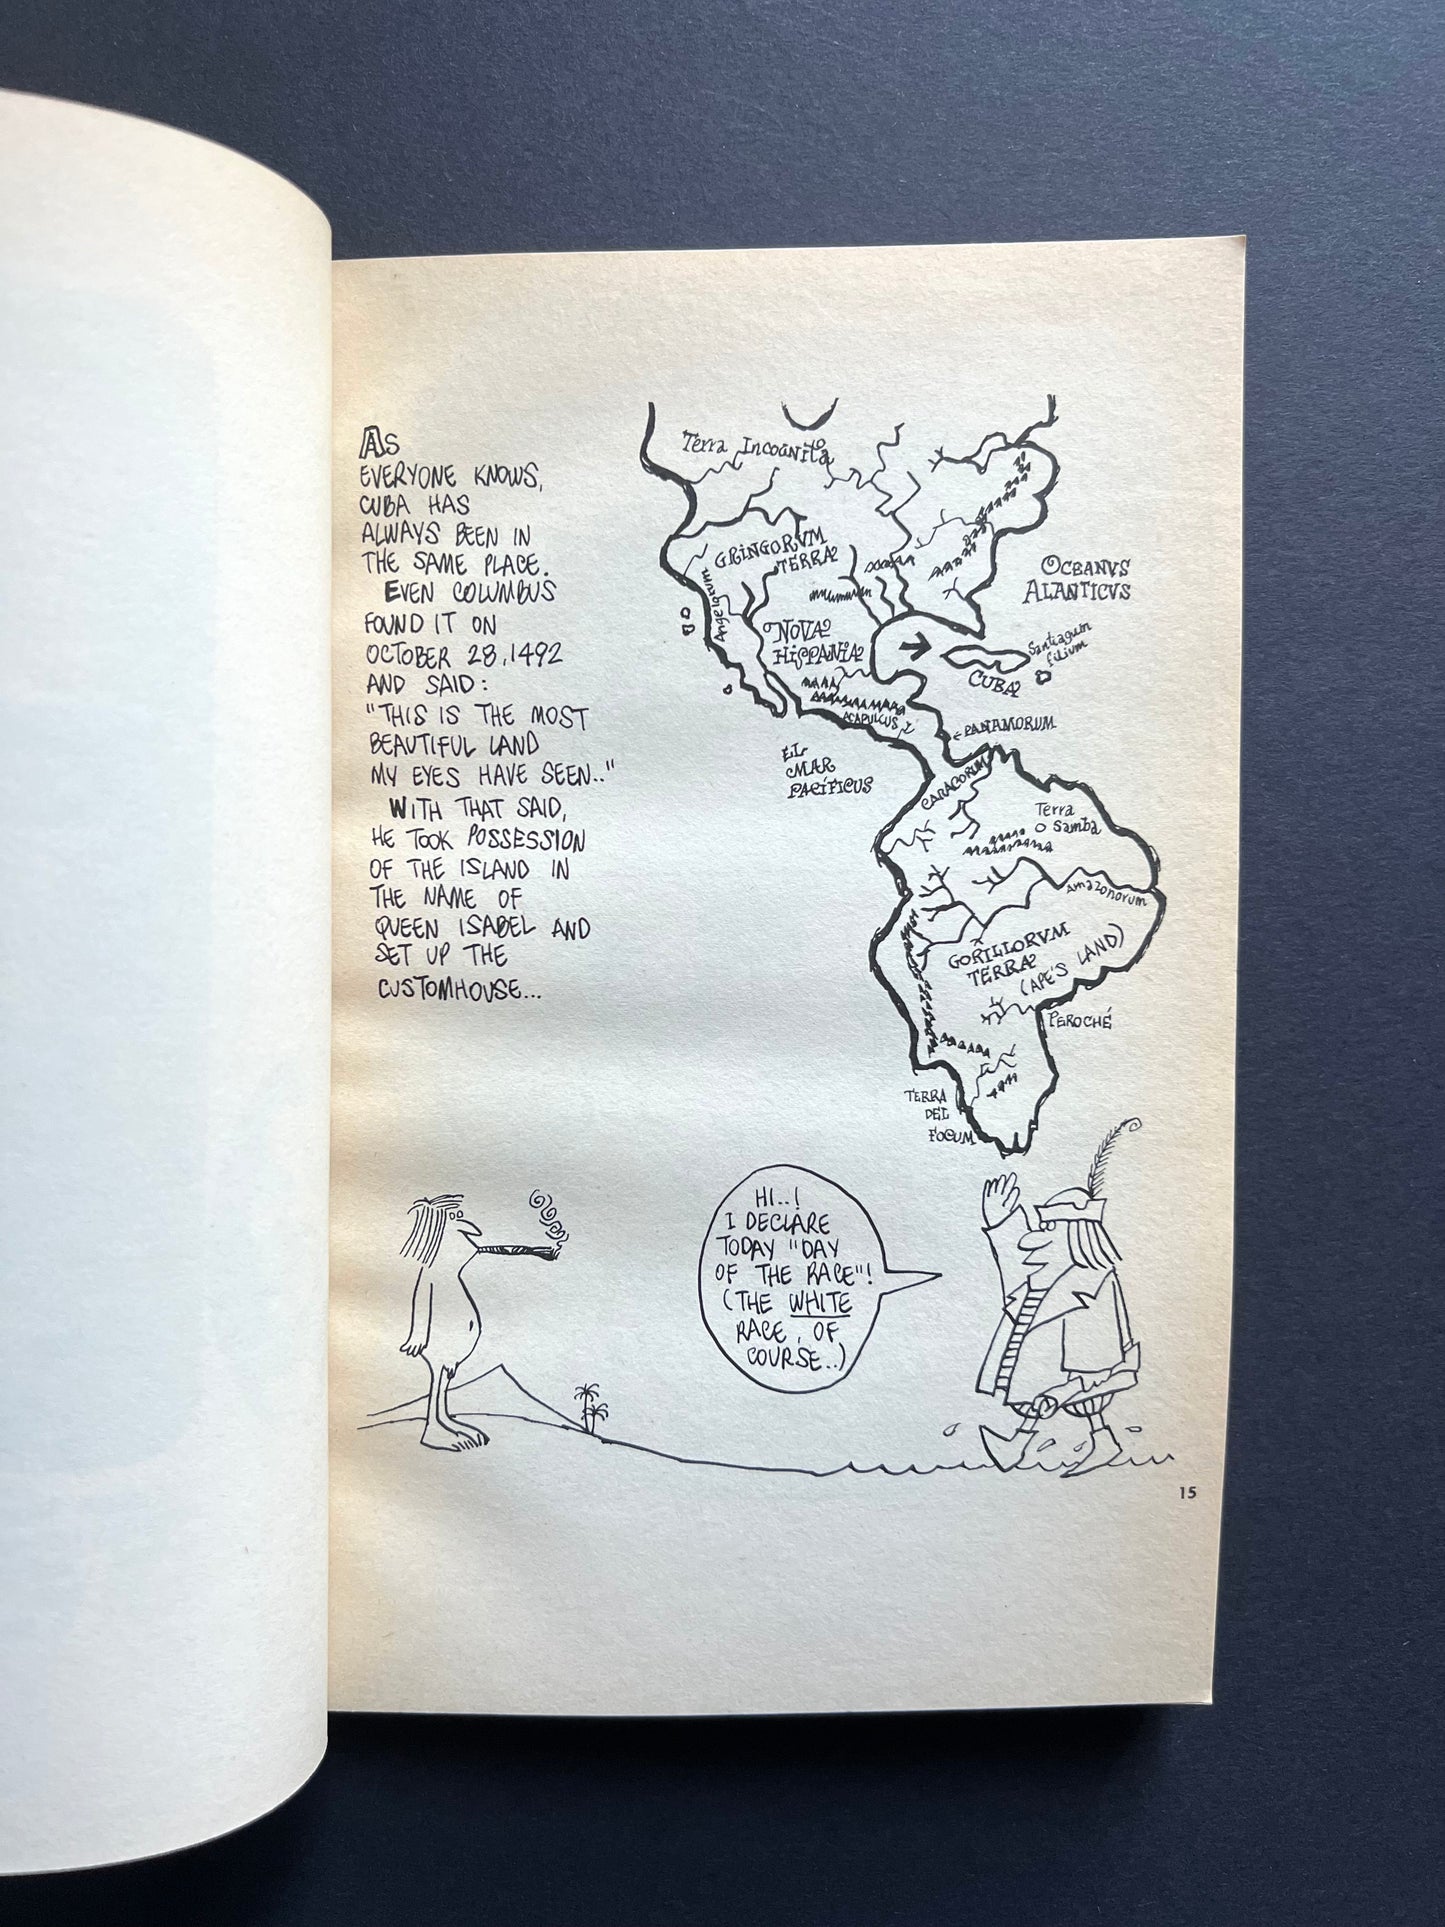 AS
EVERYONE KNOWS,
CUBA HAS
ALWAYS BEEN IN
THE SAME PLACE.
EVEN COLUMBUS
FOUND IT ON
OCTOBER 28, 1492
AND SAID:
"THIS IS THE MOST
BEAUTIFUL LAND
MY EYES HAVE SEEN.."
WITH THAT SAID,
HE TOOK POSSESSION
OF THE ISLAND IN
THE NAME OF
QUEEN ISABEL AND
SET UP THE
CUSTOMHOUSE...
Terra Incognita
GRINGORVM
TERRA
Angelorum
NOVA
HISPANIA
OCEANVS
ALANTICVS
Santiagum
filium
CUBA
ACAPULCUS
PANAMORUM
EL
MAR
PACÍFICUS
CARACORUM
Terra
o Samba
Amazonorum
GORILLORVM
TERRA
(APE'S LAND)
PEROCHÉ
TERRA
DEL
FOCUM
HI..!
I DECLARE
TODAY "DAY
OF THE RACE"!
(THE WHITE
RACE, OF
COURSE..)
15